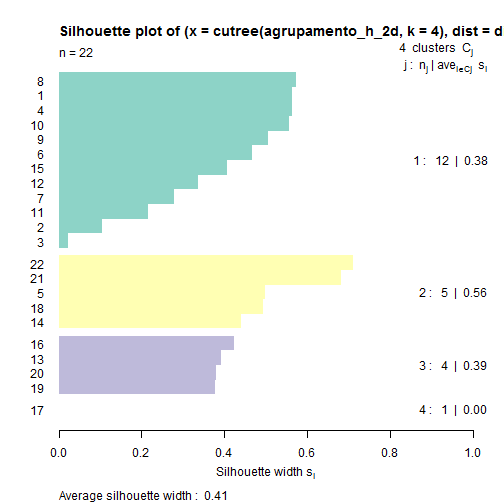 Silhouette plot of (x = cutree(agrupamento_h_2d, k = 4), dist = d
n = 22
4 clusters Cj
j : nj | avei∈Cj si
8
1
4
10
9
6
15
12
7
11
2
3
1 : 12 | 0.38
22
21
5
18
14
2 : 5 | 0.56
16
13
20
19
3 : 4 | 0.39
17
4 : 1 | 0.00
0.0 0.2 0.4 0.6 0.8 1.0
Silhouette width si
Average silhouette width : 0.41